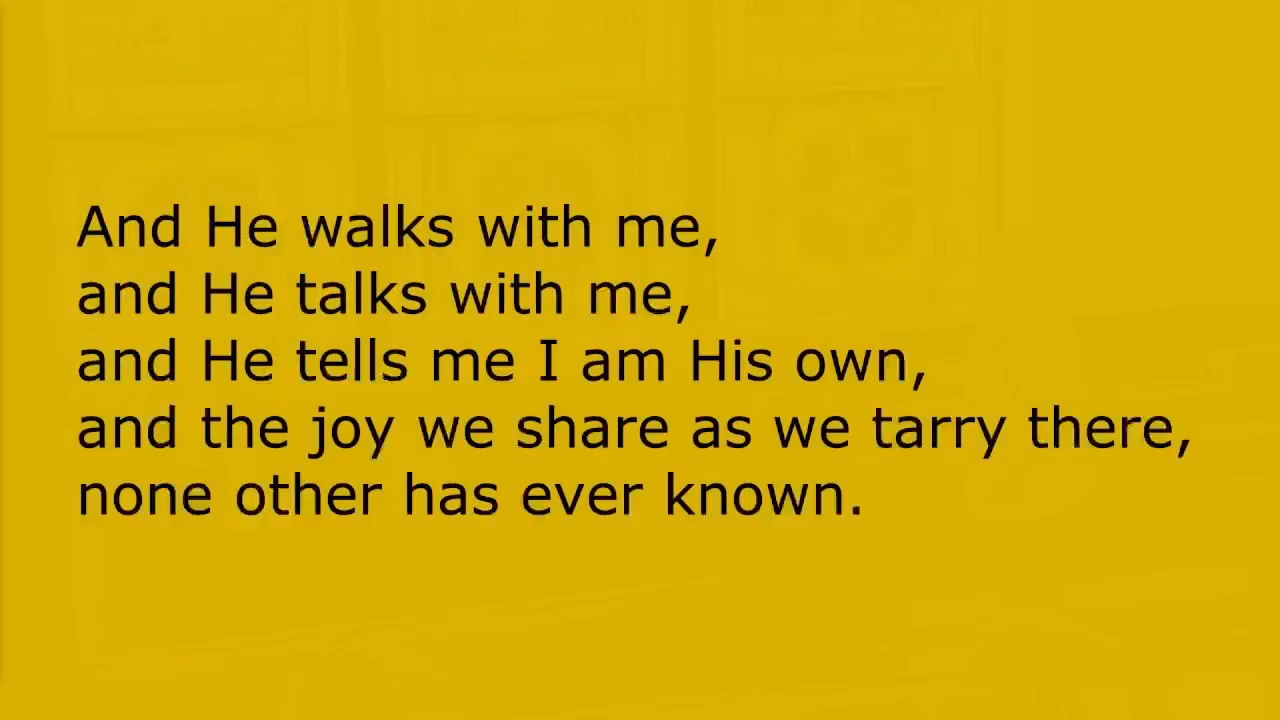 And He walks with me,
and He talks with me,
and He tells me I am His own,
and the joy we share as we tarry there,
none other has ever known.